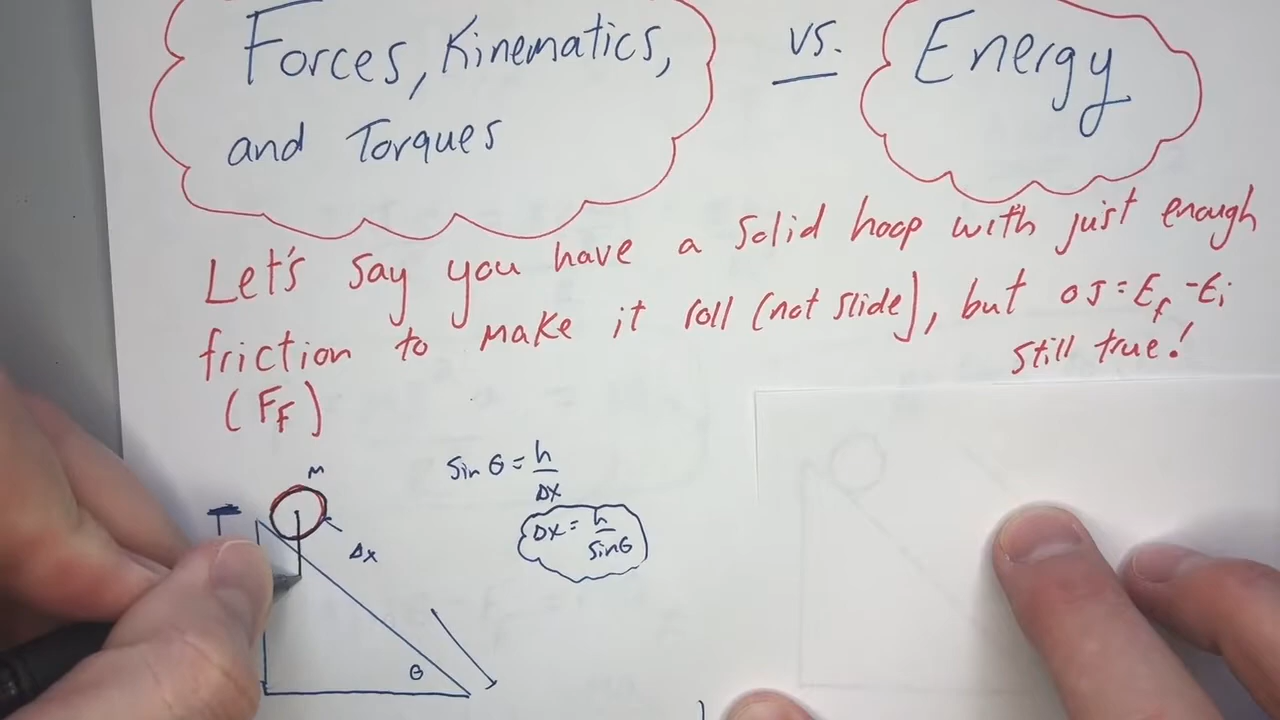 Forces, Kinematics,
and Torques
vs.
Energy
Let's say you have a solid hoop with just enough
friction to make it roll (not slide), but 0J = Ef - Ei
(FF)
still true!
M
Δx
θ
sin θ = h/Δx
Δx = h/sinθ